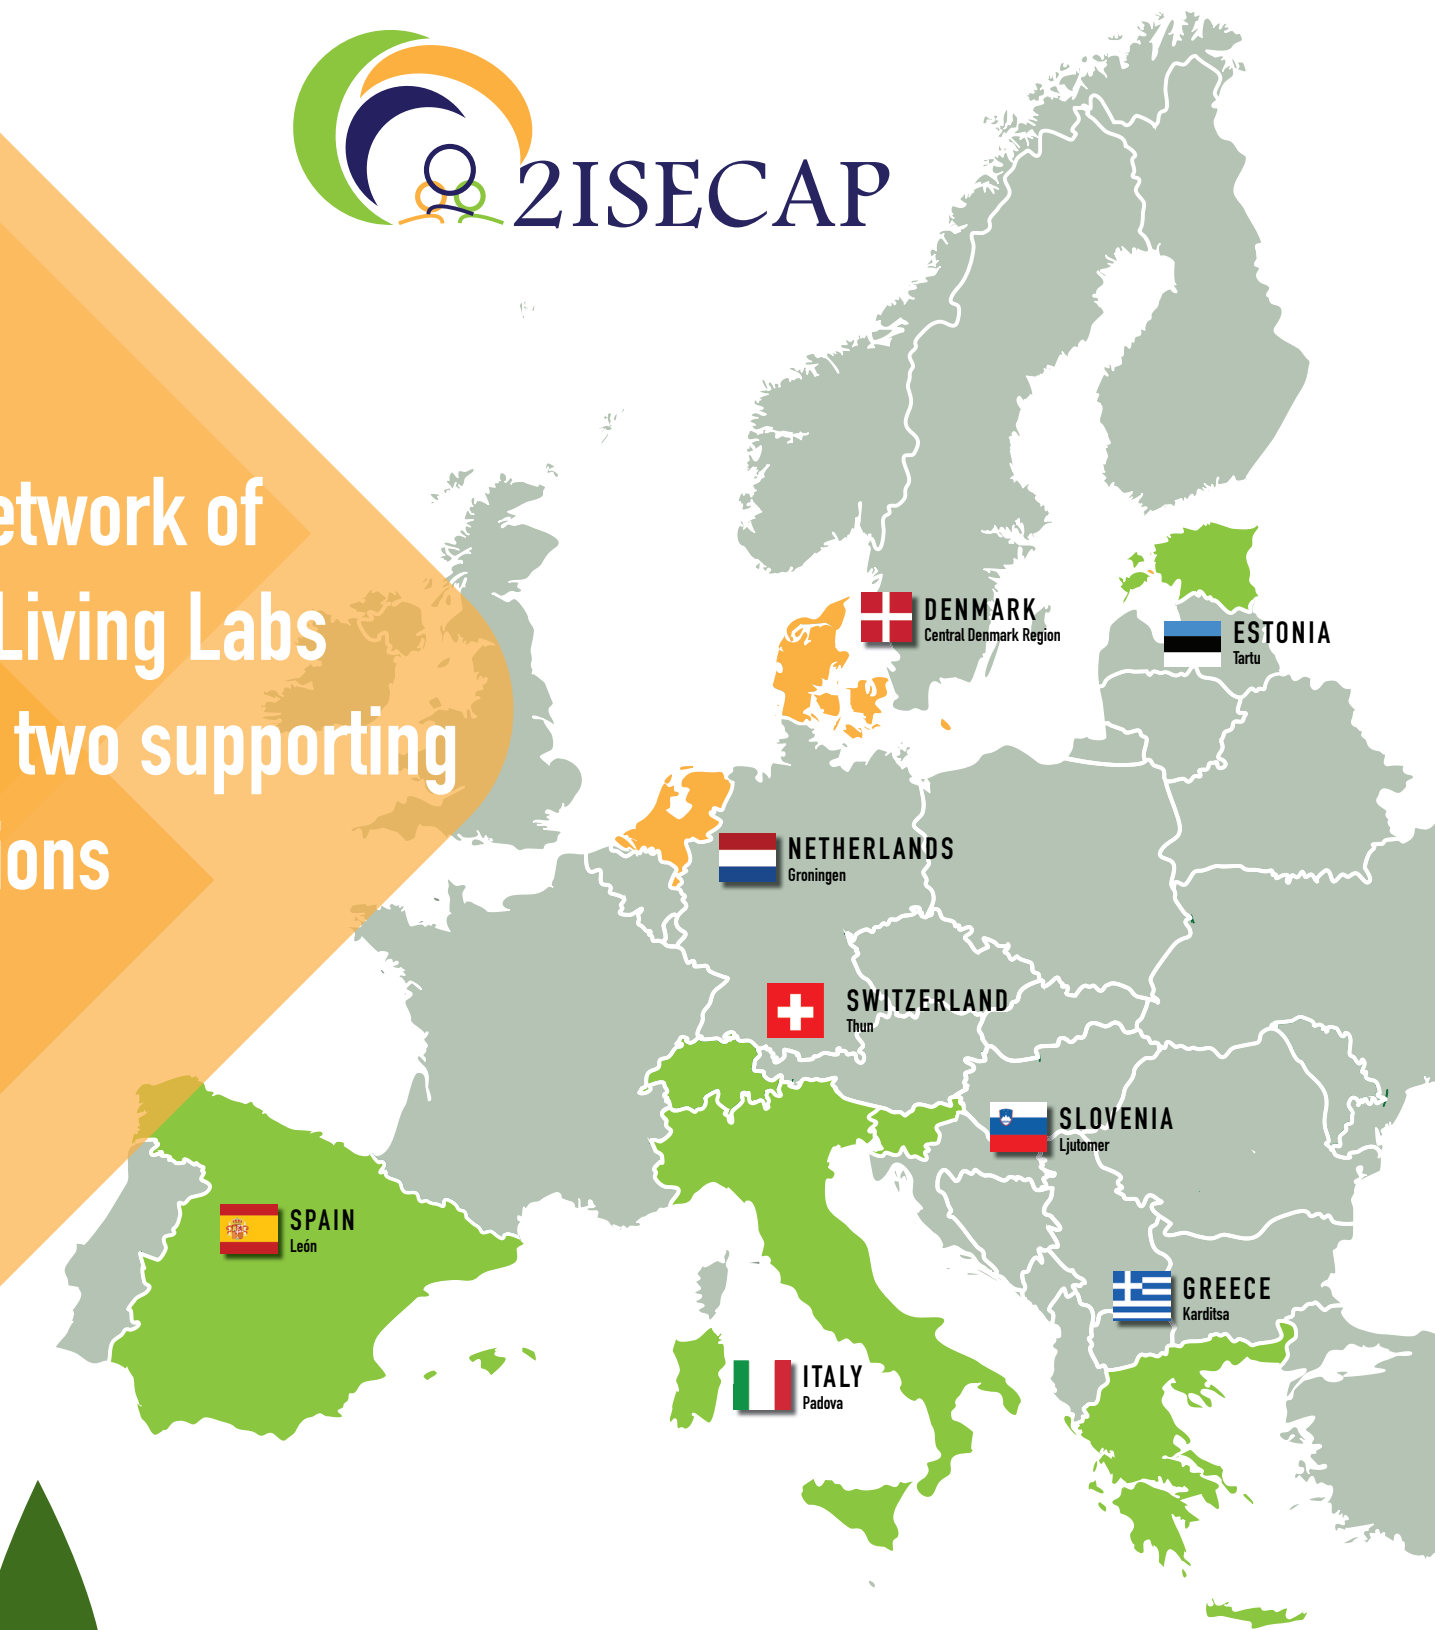 2ISECAP
etwork of
Living Labs
two supporting
ions
DENMARK
Central Denmark Region
ESTONIA
Tartu
NETHERLANDS
Groningen
SWITZERLAND
Thun
SLOVENIA
Ljutomer
SPAIN
León
GREECE
Karditsa
ITALY
Padova